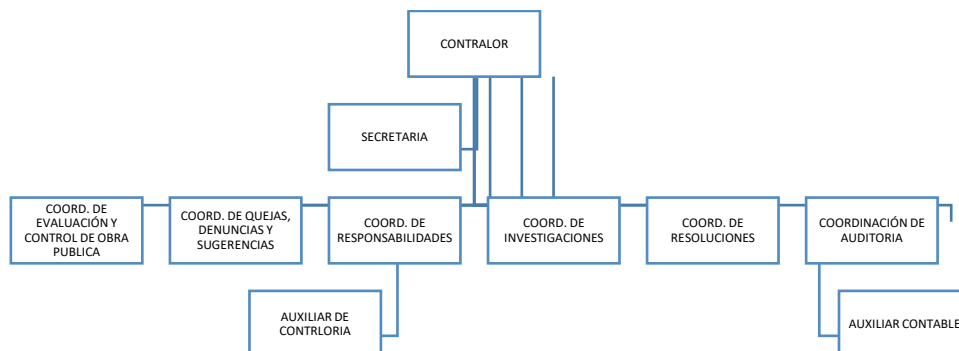 CONTRALOR
SECRETARIA
COORD. DE
EVALUACIÓN Y
CONTROL DE OBRA
PUBLICA
COORD. DE QUEJAS,
DENUNCIAS Y
SUGERENCIAS
COORD. DE
RESPONSABILIDADES
COORD. DE
INVESTIGACIONES
COORD. DE
RESOLUCIONES
COORDINACIÓN DE
AUDITORIA
AUXILIAR DE
CONTRLORIA
AUXILIAR CONTABLE